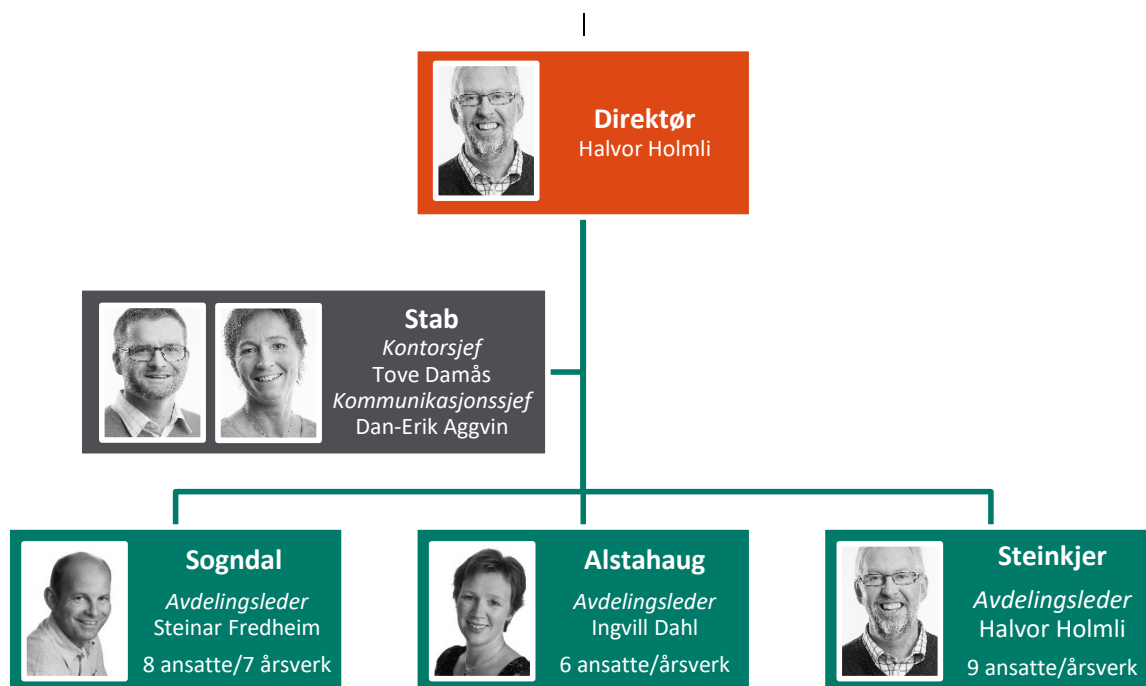 Direktør
Halvor Holmli
Stab
Kontorsjef
Tove Damås
Kommunikasjonssjef
Dan-Erik Aggvin
Sogndal
Avdelingsleder
Steinar Fredheim
8 ansatte/7 årsverk
Alstahaug
Avdelingsleder
Ingvill Dahl
6 ansatte/årsverk
Steinkjer
Avdelingsleder
Halvor Holmli
9 ansatte/årsverk